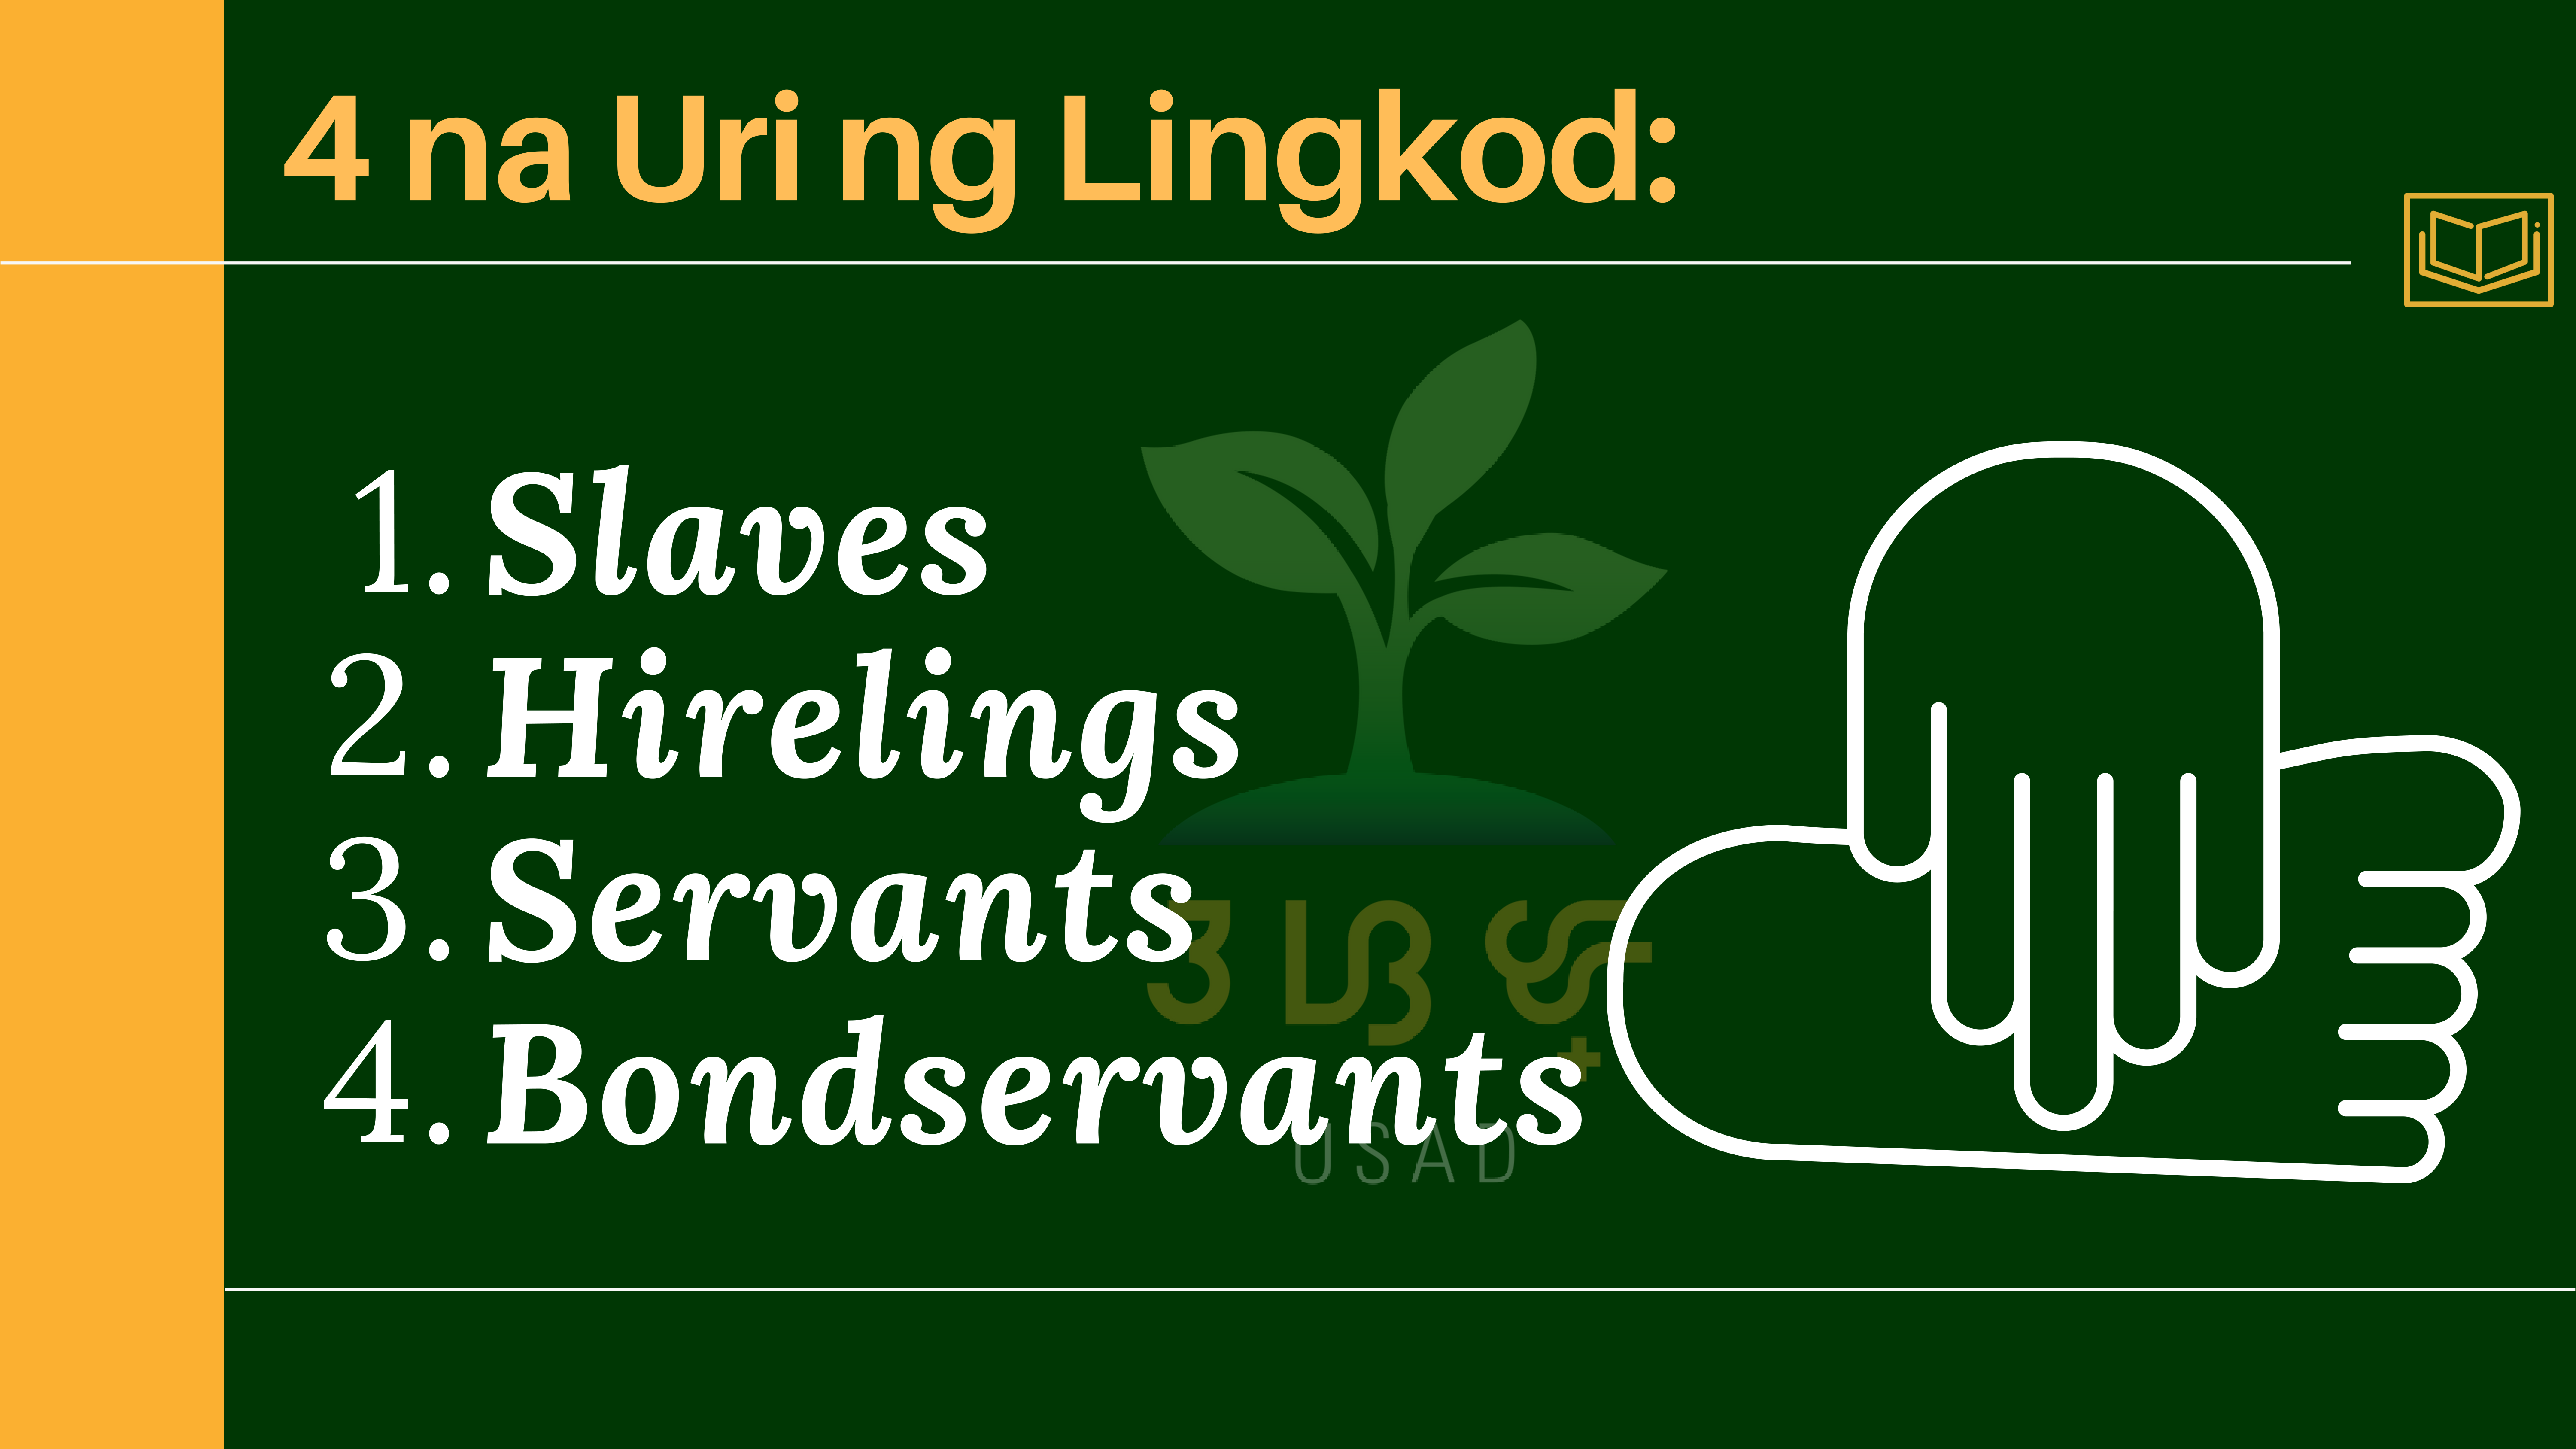 4 na Uri ng Lingkod:
1. Slaves
2. Hirelings
3. Servants
4. Bondservants
USAD